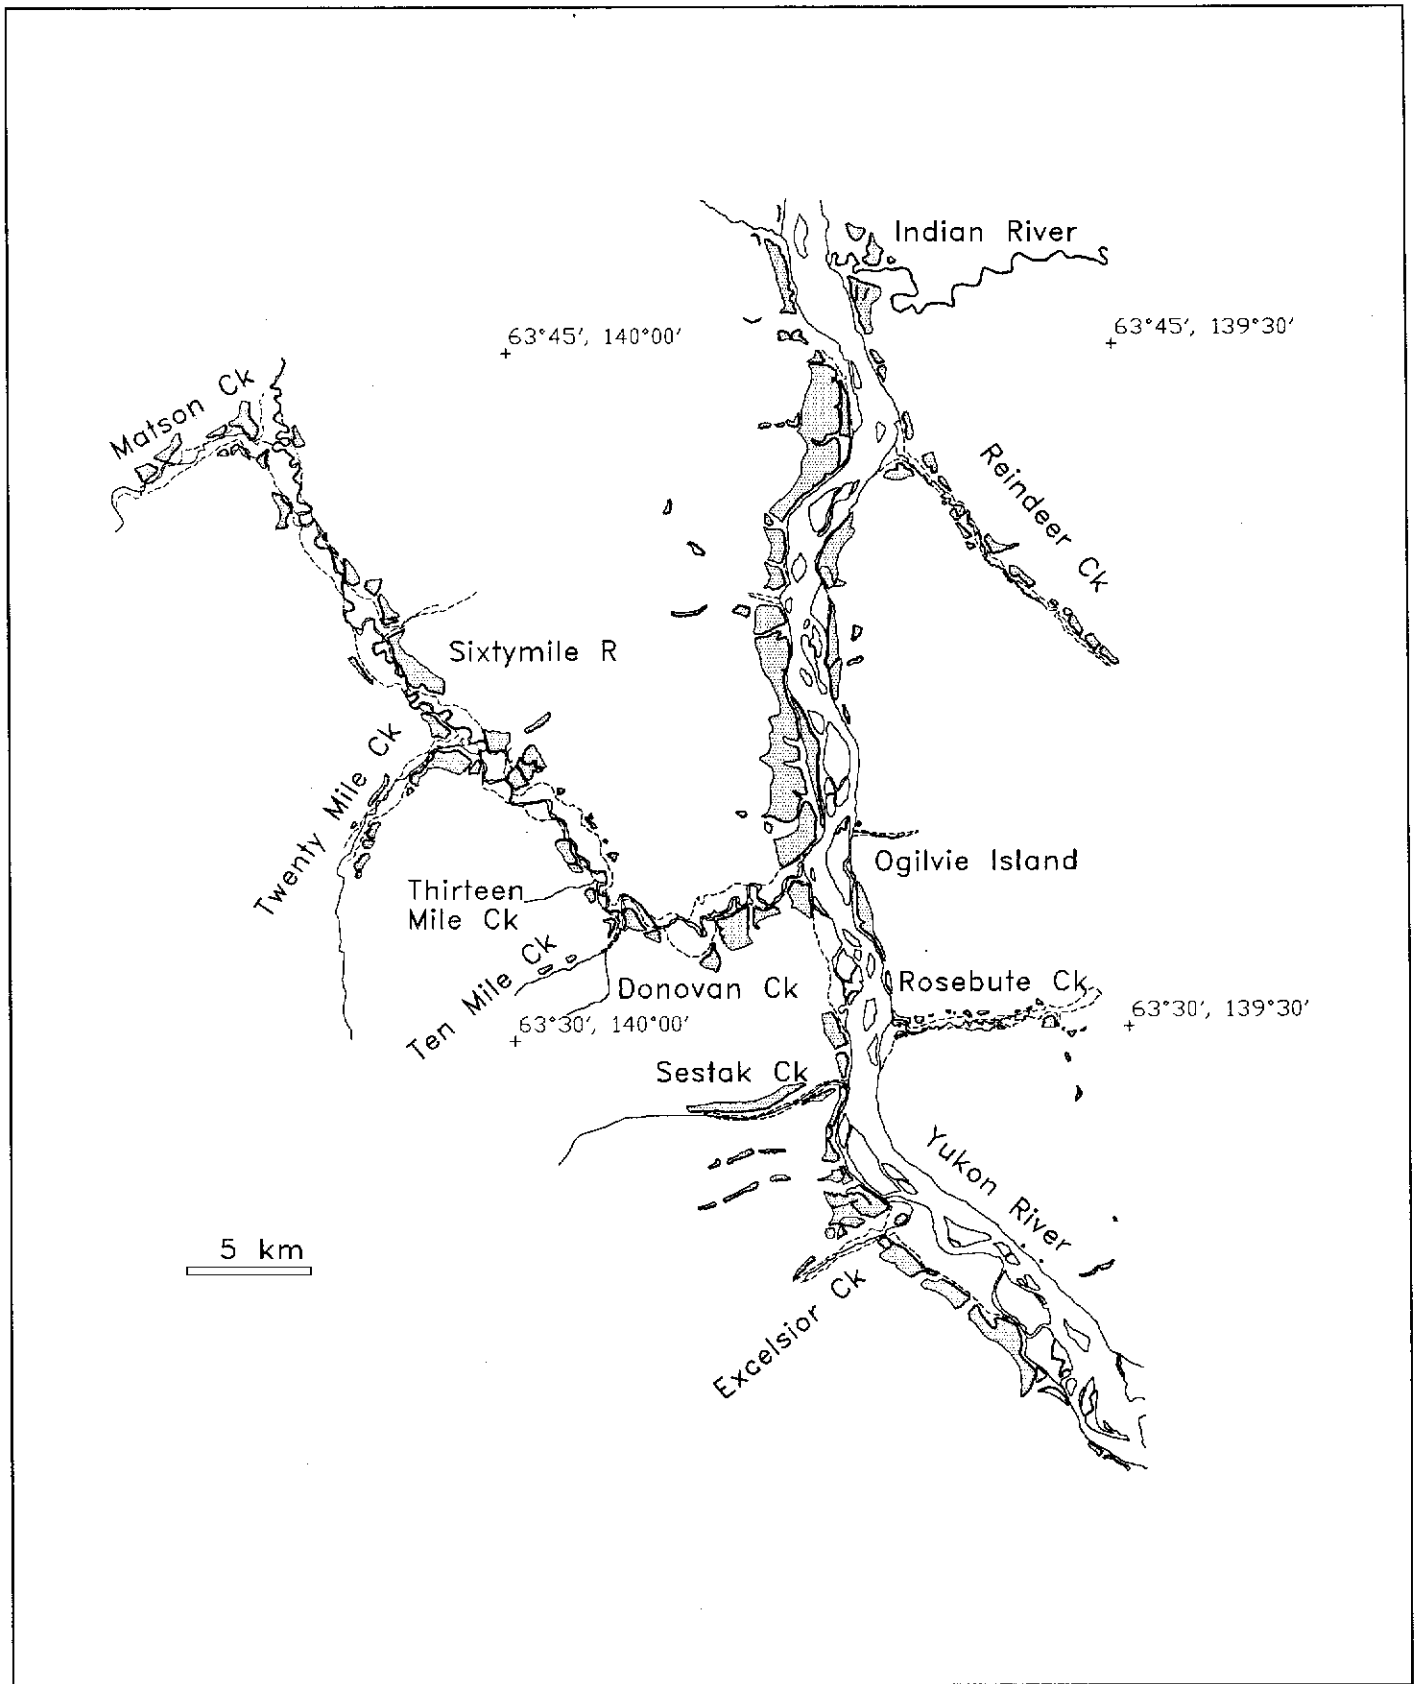 Indian River
63°45′, 140°00′
63°45′, 139°30′
Matson Ck
Reindeer Ck
Sixtymile R
Twenty Mile Ck
Ogilvie Island
Thirteen
Mile Ck
Ten Mile Ck
Donovan Ck
Rosebute Ck
63°30′, 140°00′
63°30′, 139°30′
Sestak Ck
Yukon River
5 km
Excelsior Ck